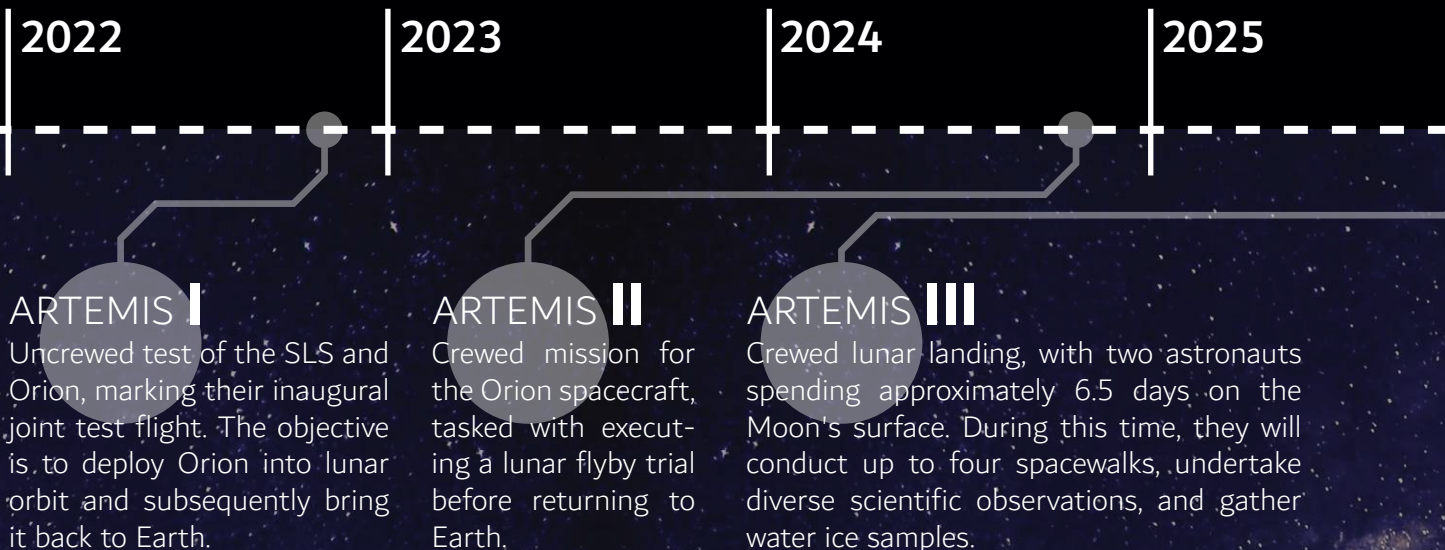 2022
2023
2024
2025
ARTEMIS I
Uncrewed test of the SLS and
Orion, marking their inaugural
joint test flight. The objective
is to deploy Orion into lunar
orbit and subsequently bring
it back to Earth.
ARTEMIS II
Crewed mission for
the Orion spacecraft,
tasked with execut-
ing a lunar flyby trial
before returning to
Earth.
ARTEMIS III
Crewed lunar landing, with two astronauts
spending approximately 6.5 days on the
Moon's surface. During this time, they will
conduct up to four spacewalks, undertake
diverse scientific observations, and gather
water ice samples.